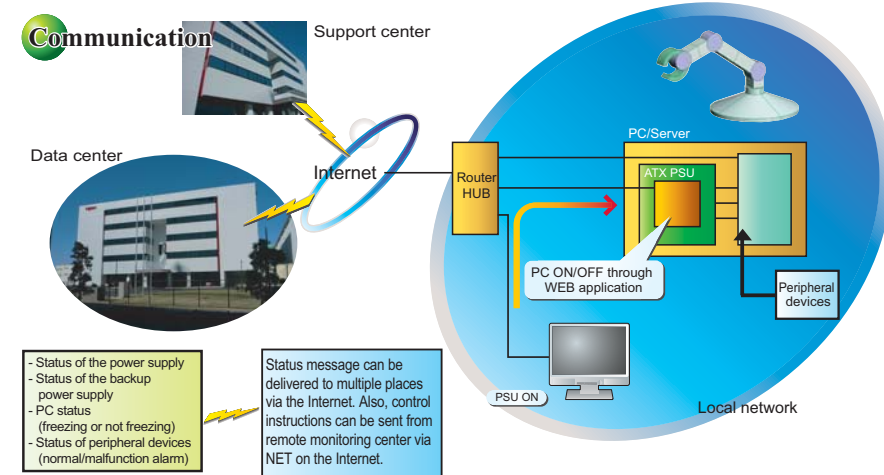 Communication
Support center
Data center
Internet
Router
HUB
PC/Server
ATX PSU
PC ON/OFF through
WEB application
Peripheral
devices
PSU ON
Local network
- Status of the power supply
- Status of the backup
power supply
- PC status
(freezing or not freezing)
- Status of peripheral devices
(normal/malfunction alarm)
Status message can be
delivered to multiple places
via the Internet. Also, control
instructions can be sent from
remote monitoring center via
NET on the Internet.